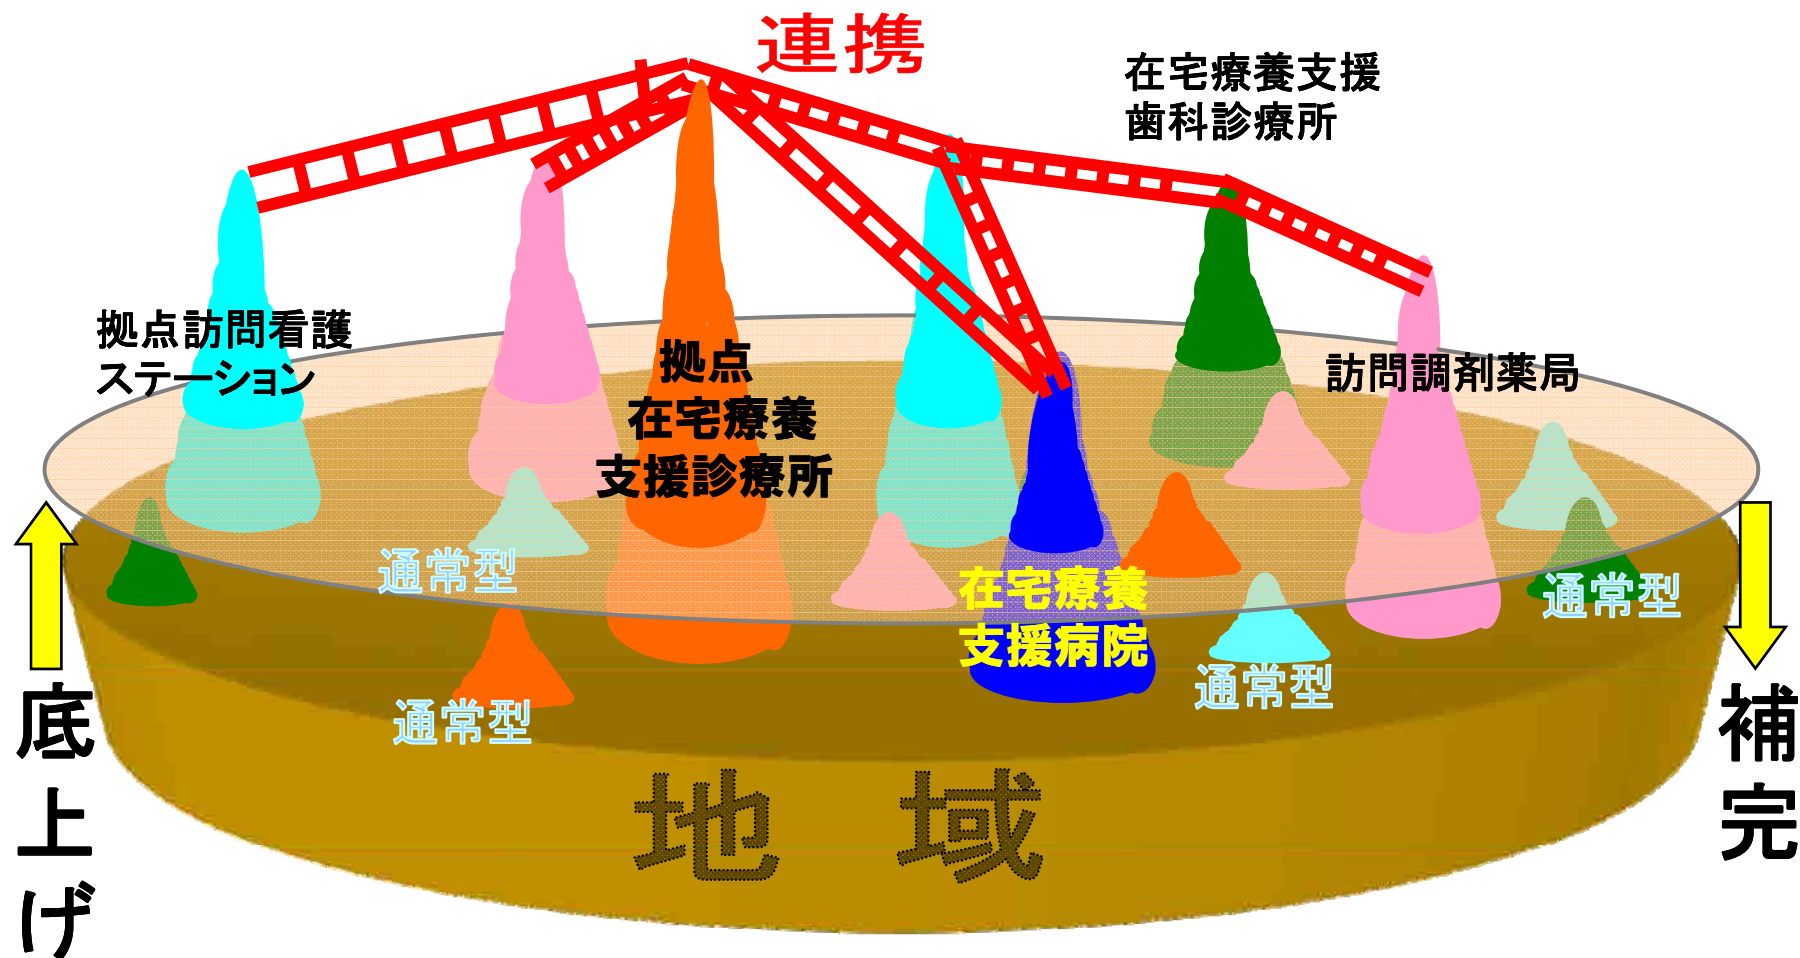 連携
在宅療養支援
歯科診療所
拠点訪問看護
ステーション
拠点
在宅療養
支援診療所
訪問調剤薬局
通常型
在宅療養
支援病院
通常型
通常型
通常型
底上げ
補完
地域